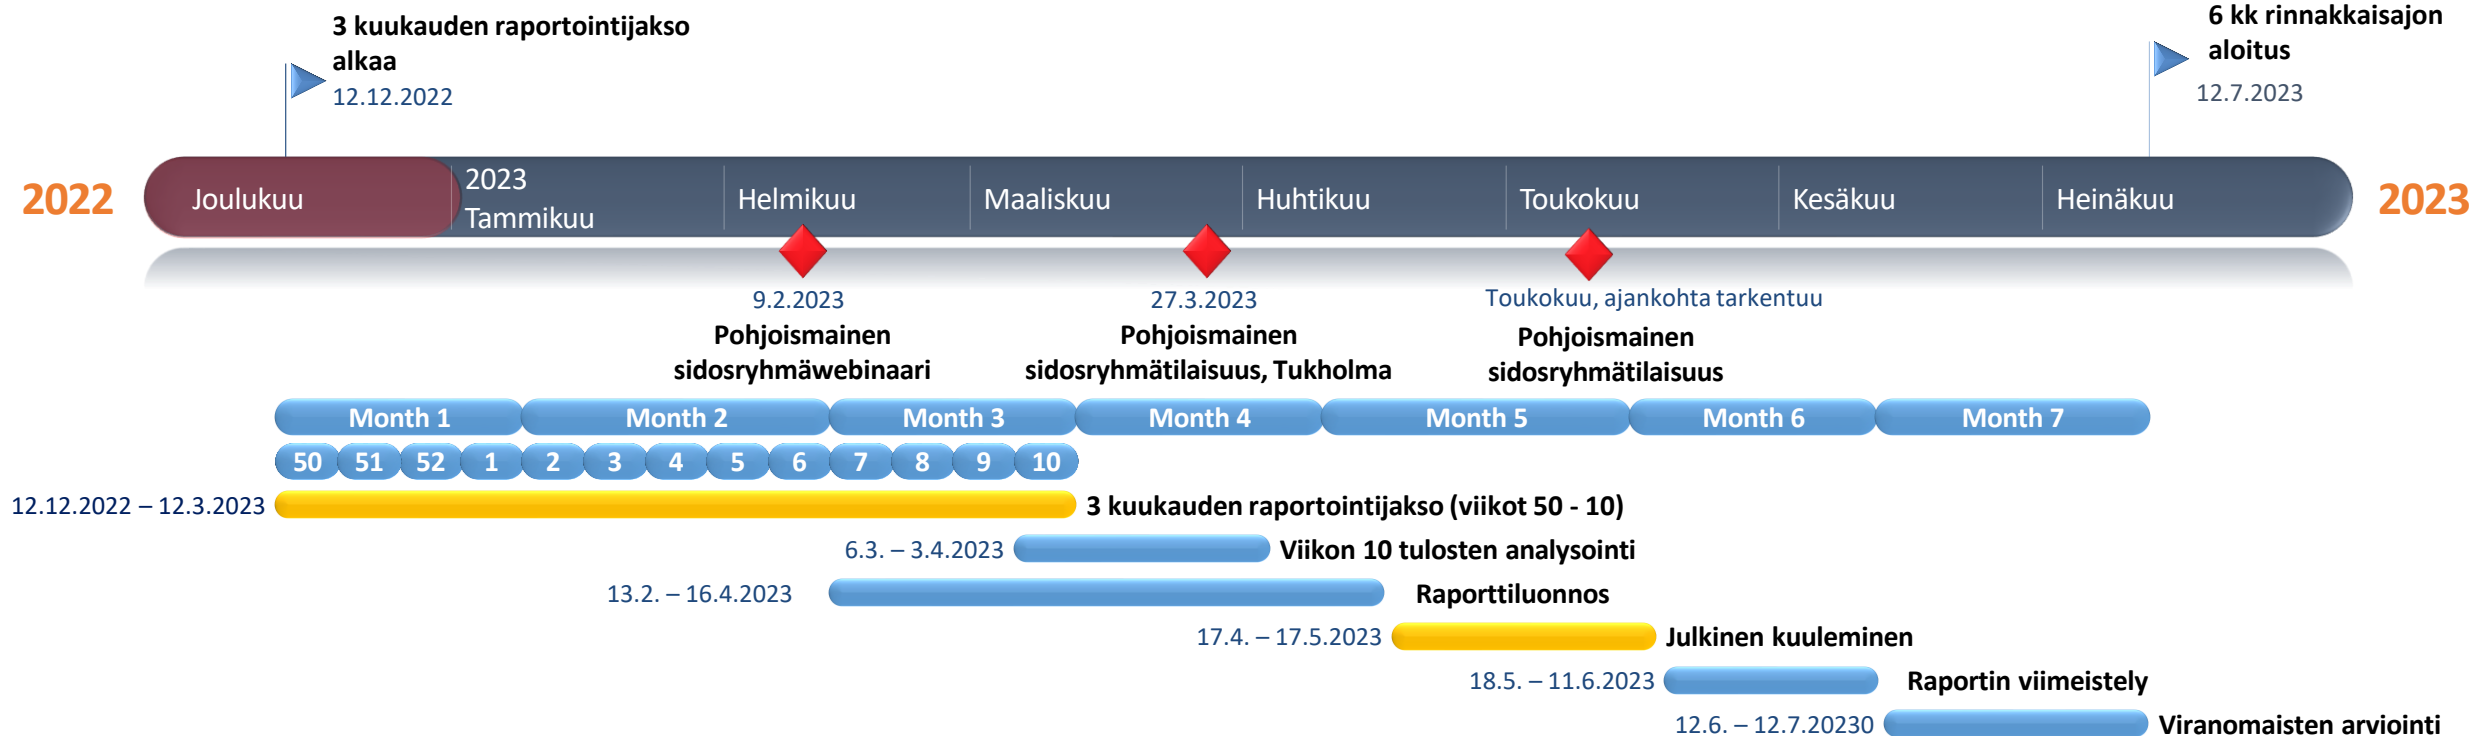 3 kuukauden raportointijakso
alkaa
12.12.2022
6 kk rinnakkaisajon
aloitus
12.7.2023
2022
Joulukuu
2023
Tammikuu
Helmikuu
Maaliskuu
Huhtikuu
Toukokuu
Kesäkuu
Heinäkuu
2023
9.2.2023
Pohjoismainen
sidosryhmäwebinaari
27.3.2023
Pohjoismainen
sidosryhmätilaisuus, Tukholma
Toukokuu, ajankohta tarkentuu
Pohjoismainen
sidosryhmätilaisuus
Month 1 Month 2 Month 3 Month 4 Month 5 Month 6 Month 7
50 51 52 1 2 3 4 5 6 7 8 9 10
12.12.2022 – 12.3.2023 3 kuukauden raportointijakso (viikot 50 - 10)
6.3. – 3.4.2023 Viikon 10 tulosten analysointi
13.2. – 16.4.2023 Raporttiluonnos
17.4. – 17.5.2023 Julkinen kuuleminen
18.5. – 11.6.2023 Raportin viimeistely
12.6. – 12.7.20230 Viranomaisten arviointi